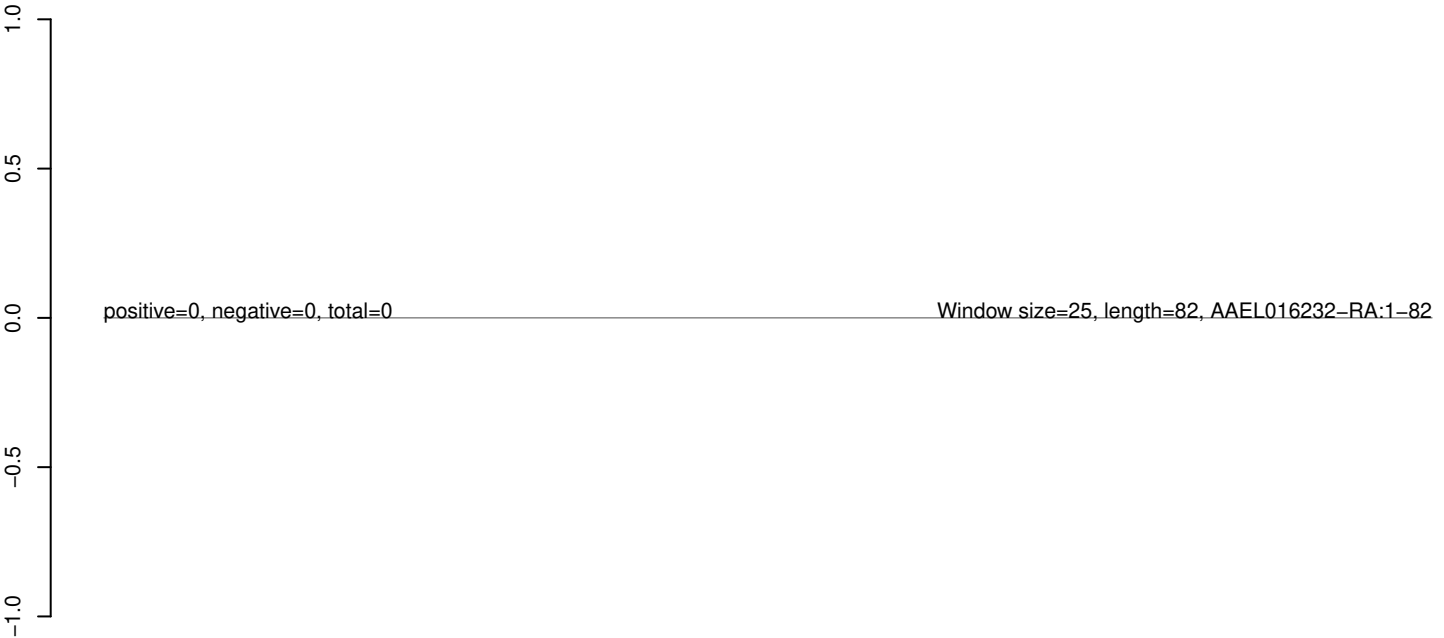 1.0
0.5
0.0
−0.5
−1.0
positive=0, negative=0, total=0
Window size=25, length=82, AAEL016232−RA:1−82